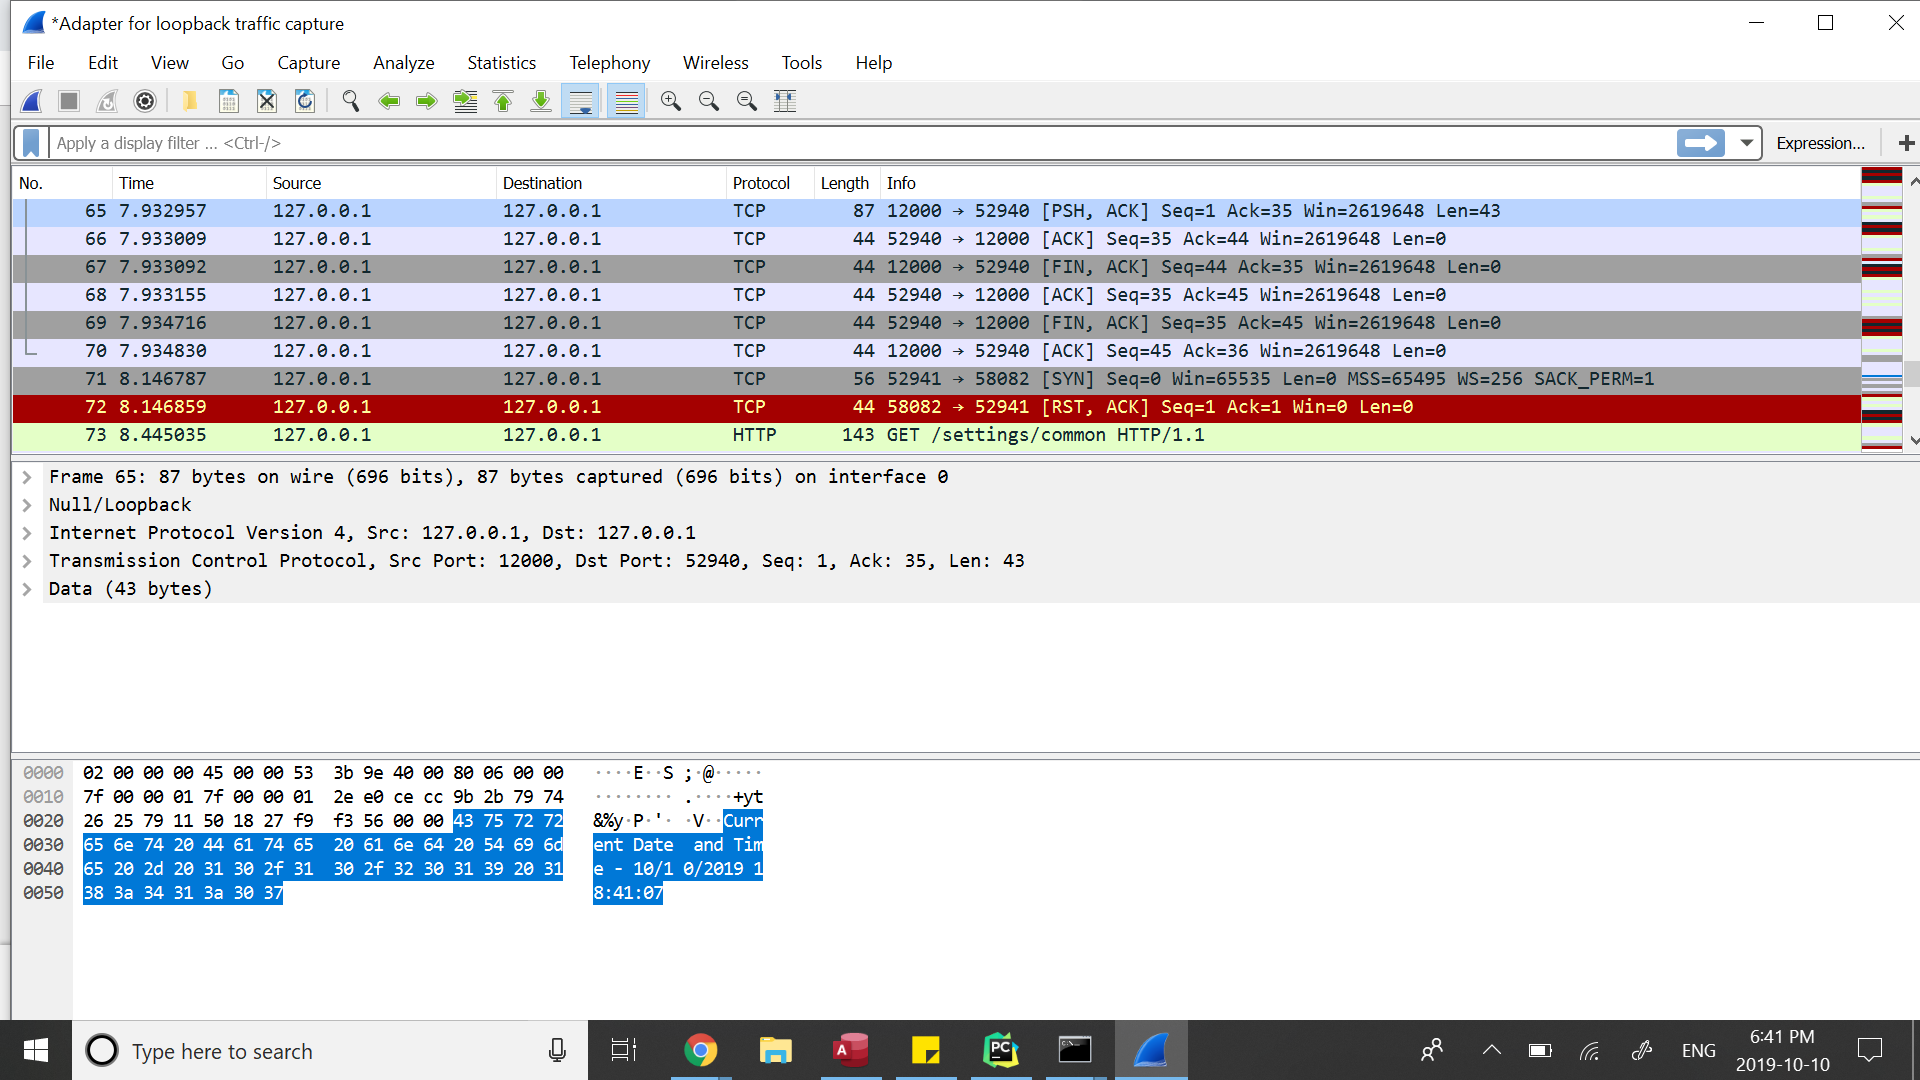 *Adapter for loopback traffic capture
File Edit View Go Capture Analyze Statistics Telephony Wireless Tools Help
Apply a display filter ... <Ctrl-/> Expression... +
No. Time Source Destination Protocol Length Info
65 7.932957 127.0.0.1 127.0.0.1 TCP 87 12000 → 52940 [PSH, ACK] Seq=1 Ack=35 Win=2619648 Len=43
66 7.933009 127.0.0.1 127.0.0.1 TCP 44 52940 → 12000 [ACK] Seq=35 Ack=44 Win=2619648 Len=0
67 7.933092 127.0.0.1 127.0.0.1 TCP 44 12000 → 52940 [FIN, ACK] Seq=44 Ack=35 Win=2619648 Len=0
68 7.933155 127.0.0.1 127.0.0.1 TCP 44 52940 → 12000 [ACK] Seq=35 Ack=45 Win=2619648 Len=0
69 7.934716 127.0.0.1 127.0.0.1 TCP 44 52940 → 12000 [FIN, ACK] Seq=35 Ack=45 Win=2619648 Len=0
70 7.934830 127.0.0.1 127.0.0.1 TCP 44 12000 → 52940 [ACK] Seq=45 Ack=36 Win=2619648 Len=0
71 8.146787 127.0.0.1 127.0.0.1 TCP 56 52941 → 58082 [SYN] Seq=0 Win=65535 Len=0 MSS=65495 WS=256 SACK_PERM=1
72 8.146859 127.0.0.1 127.0.0.1 TCP 44 58082 → 52941 [RST, ACK] Seq=1 Ack=1 Win=0 Len=0
73 8.445035 127.0.0.1 127.0.0.1 HTTP 143 GET /settings/common HTTP/1.1
Frame 65: 87 bytes on wire (696 bits), 87 bytes captured (696 bits) on interface 0
Null/Loopback
Internet Protocol Version 4, Src: 127.0.0.1, Dst: 127.0.0.1
Transmission Control Protocol, Src Port: 12000, Dst Port: 52940, Seq: 1, Ack: 35, Len: 43
Data (43 bytes)
0000 02 00 00 00 45 00 00 53 3b 9e 40 00 80 06 00 00 ····E··S ;·@·····
0010 7f 00 00 01 7f 00 00 01 2e e0 ce cc 9b 2b 79 74 ········ .····+yt
0020 26 25 79 11 50 18 27 f9 f3 56 00 00 43 75 72 72 &%y·P·'· ·V··Curr
0030 65 6e 74 20 44 61 74 65 20 61 6e 64 20 54 69 6d ent Date and Tim
0040 65 20 2d 20 31 30 2f 31 30 2f 32 30 31 39 20 31 e - 10/1 0/2019 1
0050 38 3a 34 31 3a 30 37 8:41:07
Type here to search
A
PC
C:\
ENG
6:41 PM
2019-10-10